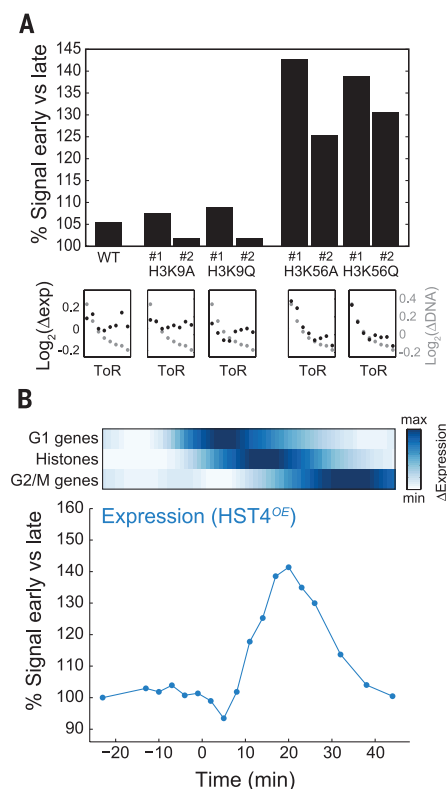 A
% Signal early vs late
145
140
135
130
125
120
115
110
105
100
WT
#1 #2 #1 #2 #1 #2 #1 #2
H3K9A H3K9Q H3K56A H3K56Q
Log2(Δexp)
0.2
0
-0.2
0.4
0.2
0
-0.2
Log2(ΔDNA)
ToR ToR ToR ToR ToR
B
G1 genes
Histones
G2/M genes
max
min
ΔExpression
Expression (HST4OE)
% Signal early vs late
160
150
140
130
120
110
100
90
−20 −10 0 10 20 30 40
Time (min)